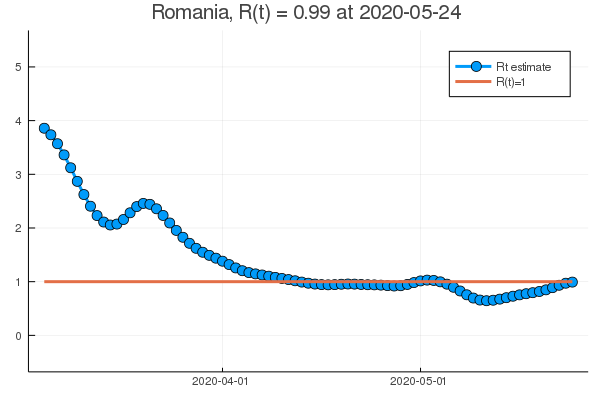 Romania, R(t) = 0.99 at 2020-05-24
5
Rt estimate
R(t)=1
4
3
2
1
0
2020-04-01
2020-05-01